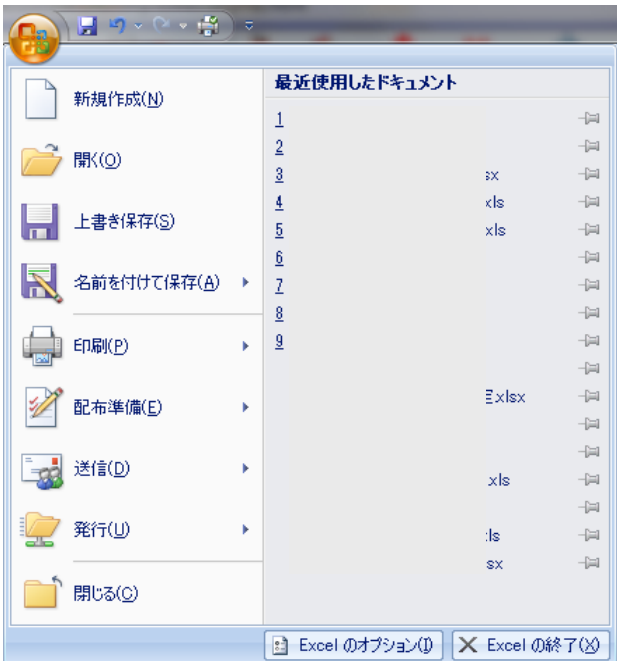 最近使用したドキュメント
新規作成(N)
開く(O)
上書き保存(S)
名前を付けて保存(A)
印刷(P)
配布準備(E)
送信(D)
発行(U)
閉じる(C)
1
2
3 sx
4 xls
5 xls
6
7
8
9
xlsx
xls
ls
sx
Excel のオプション(I)
Excel の終了(X)